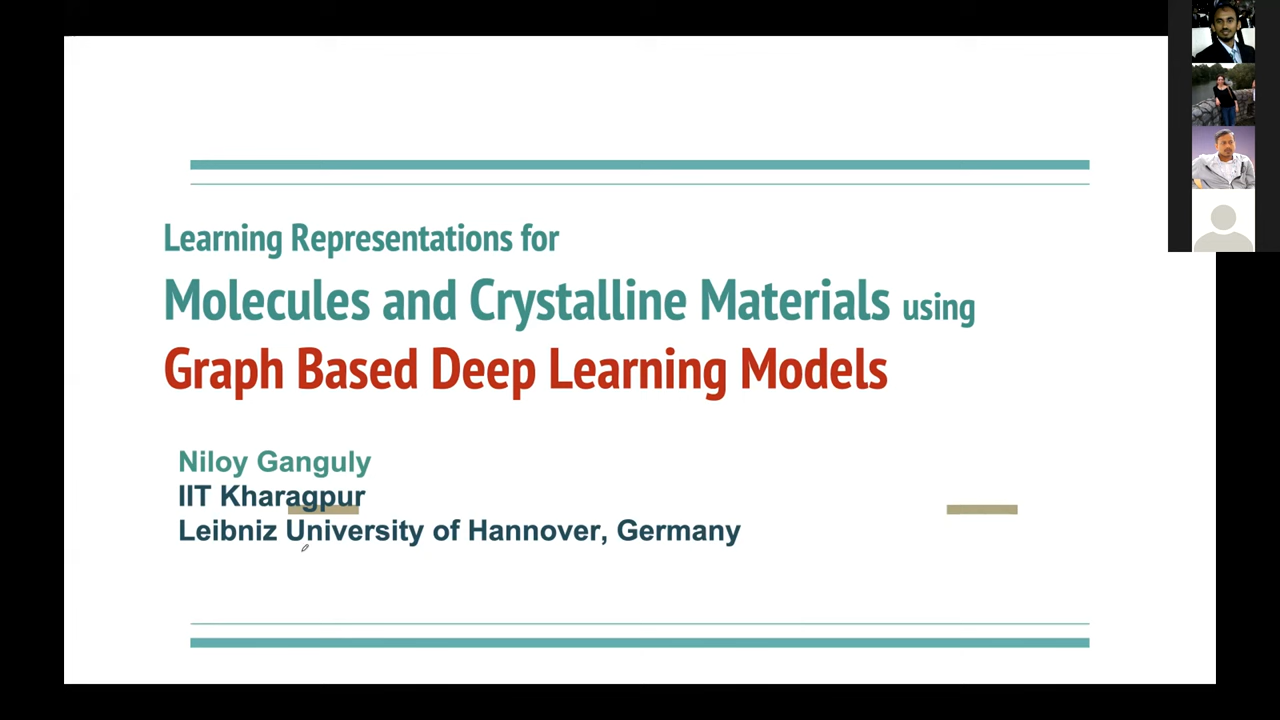 Learning Representations for
Molecules and Crystalline Materials using
Graph Based Deep Learning Models
Niloy Ganguly
IIT Kharagpur
Leibniz University of Hannover, Germany